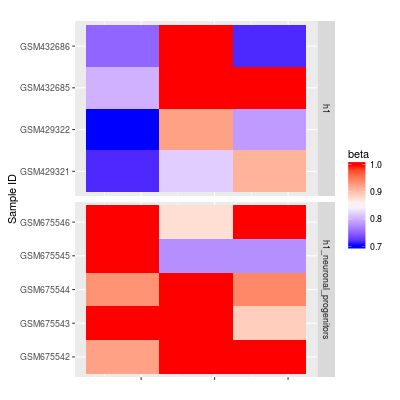 Sample ID
GSM432686
GSM432685
GSM429322
GSM429321
h1
GSM675546
GSM675545
GSM675544
GSM675543
GSM675542
h1_neuronal_progenitors
beta
1.0
0.9
0.8
0.7